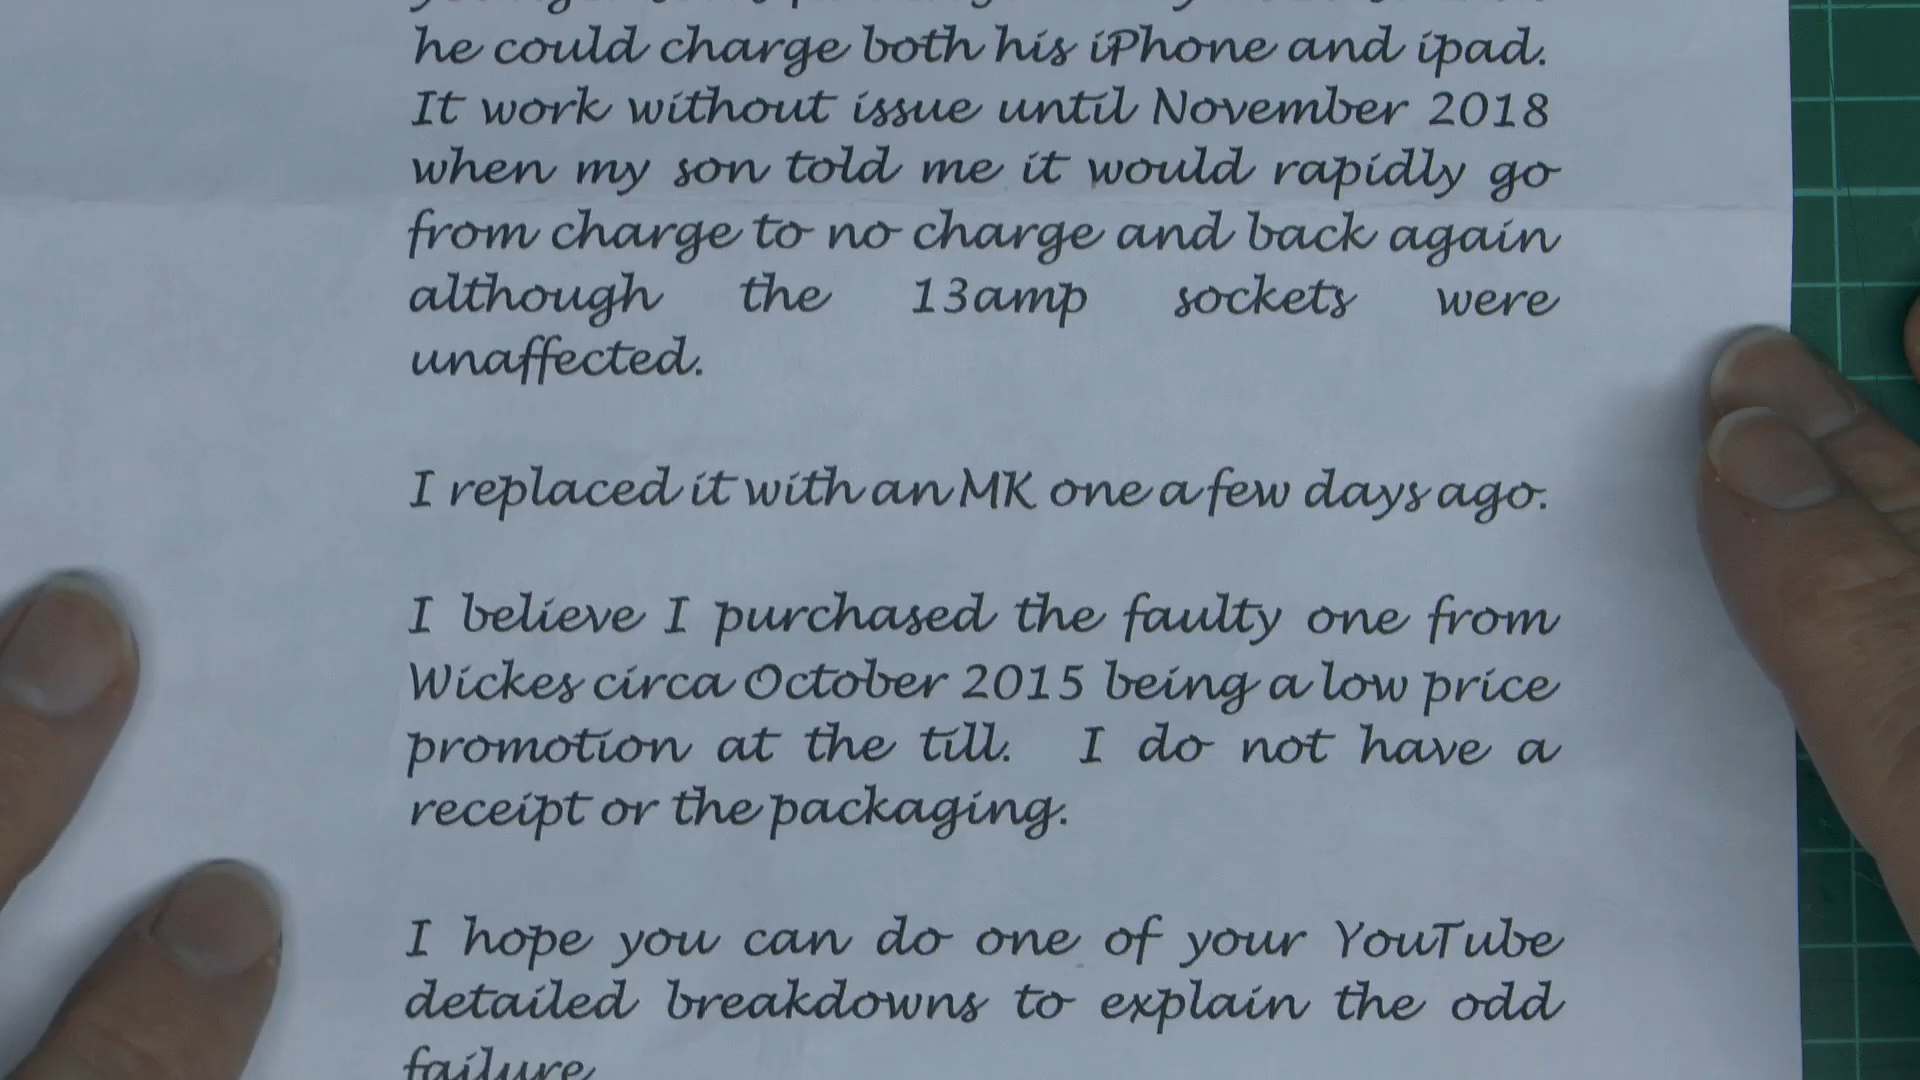 he could charge both his iPhone and ipad.
It work without issue until November 2018
when my son told me it would rapidly go
from charge to no charge and back again
although the 13amp sockets were
unaffected.
I replaced it with an MK one a few days ago.
I believe I purchased the faulty one from
Wickes circa October 2015 being a low price
promotion at the till. I do not have a
receipt or the packaging.
I hope you can do one of your YouTube
detailed breakdowns to explain the odd
failure